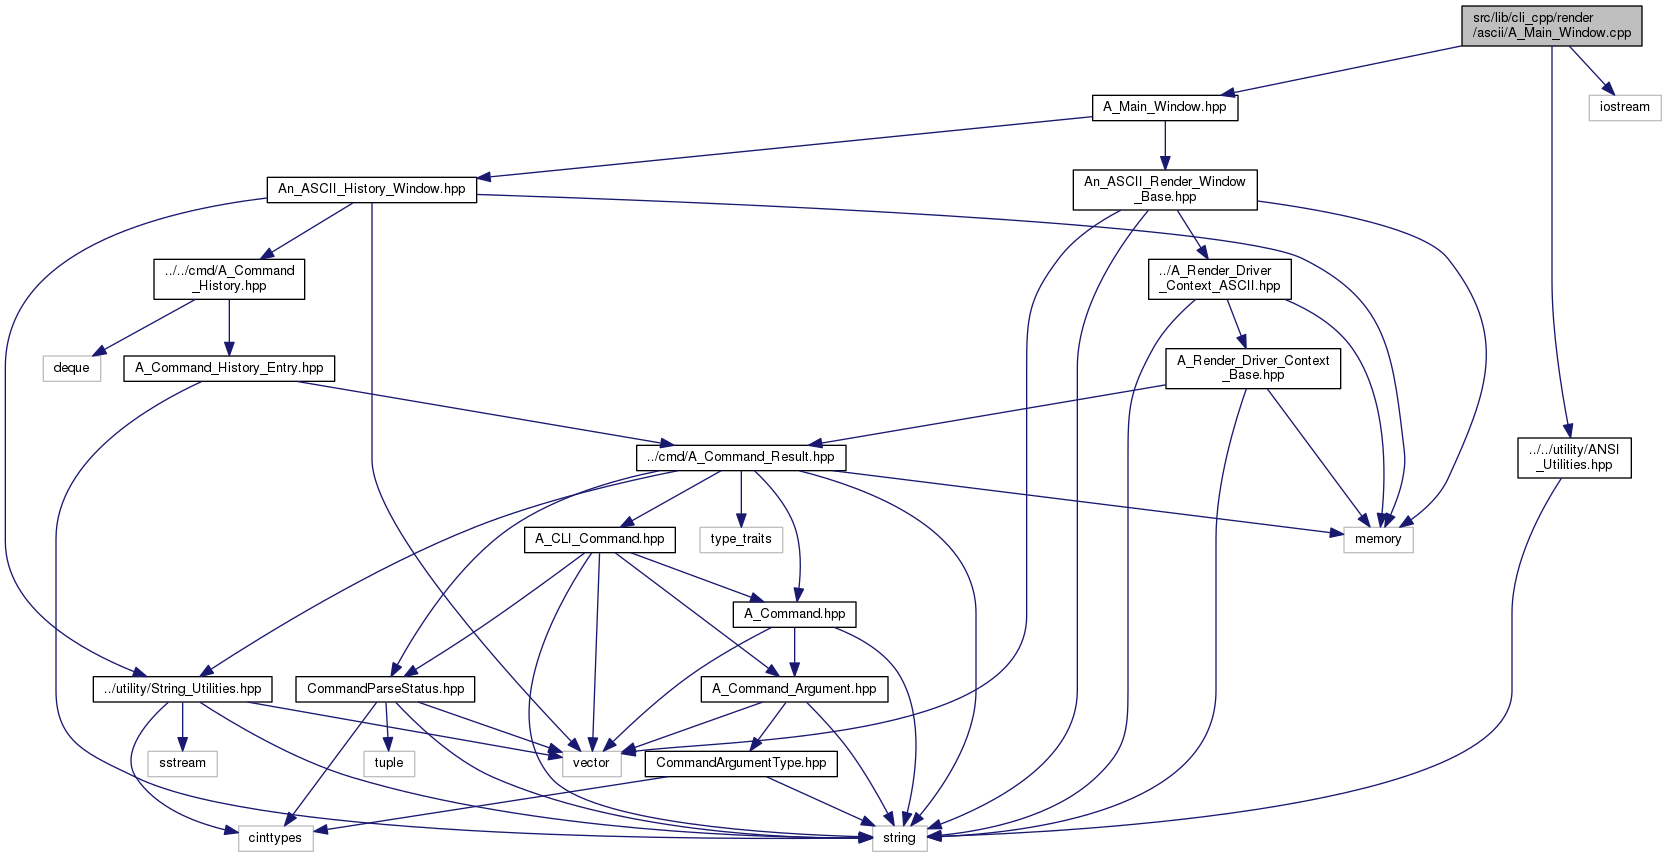 src/lib/cli_cpp/render
/ascii/A_Main_Window.cpp
A_Main_Window.hpp
iostream
An_ASCII_History_Window.hpp
An_ASCII_Render_Window
_Base.hpp
../../cmd/A_Command
_History.hpp
../A_Render_Driver
_Context_ASCII.hpp
deque
A_Command_History_Entry.hpp
A_Render_Driver_Context
_Base.hpp
../cmd/A_Command_Result.hpp
../../utility/ANSI
_Utilities.hpp
A_CLI_Command.hpp
type_traits
memory
A_Command.hpp
../utility/String_Utilities.hpp
CommandParseStatus.hpp
A_Command_Argument.hpp
sstream
tuple
vector
CommandArgumentType.hpp
cinttypes
string